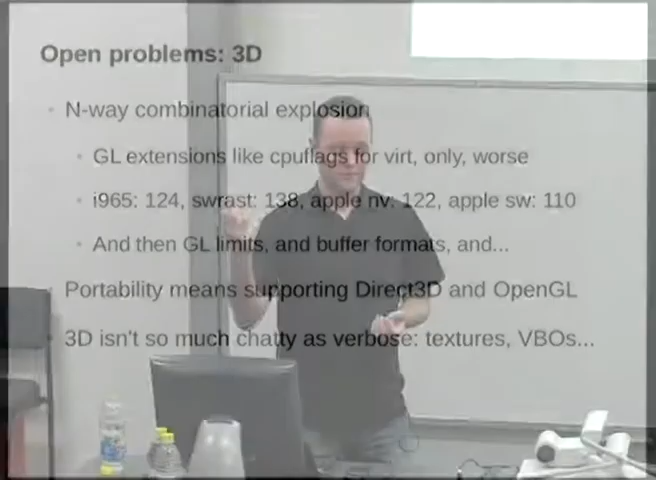 Open problems: 3D
N-way combinatorial explosion
GL extensions like cpuflags for virt, only, worse
i965: 124, swrast: 138, apple nv: 122, apple sw: 110
And then GL limits, and buffer formats, and...
Portability means supporting Direct3D and OpenGL
3D isn't so much chatty as verbose: textures, VBOs...